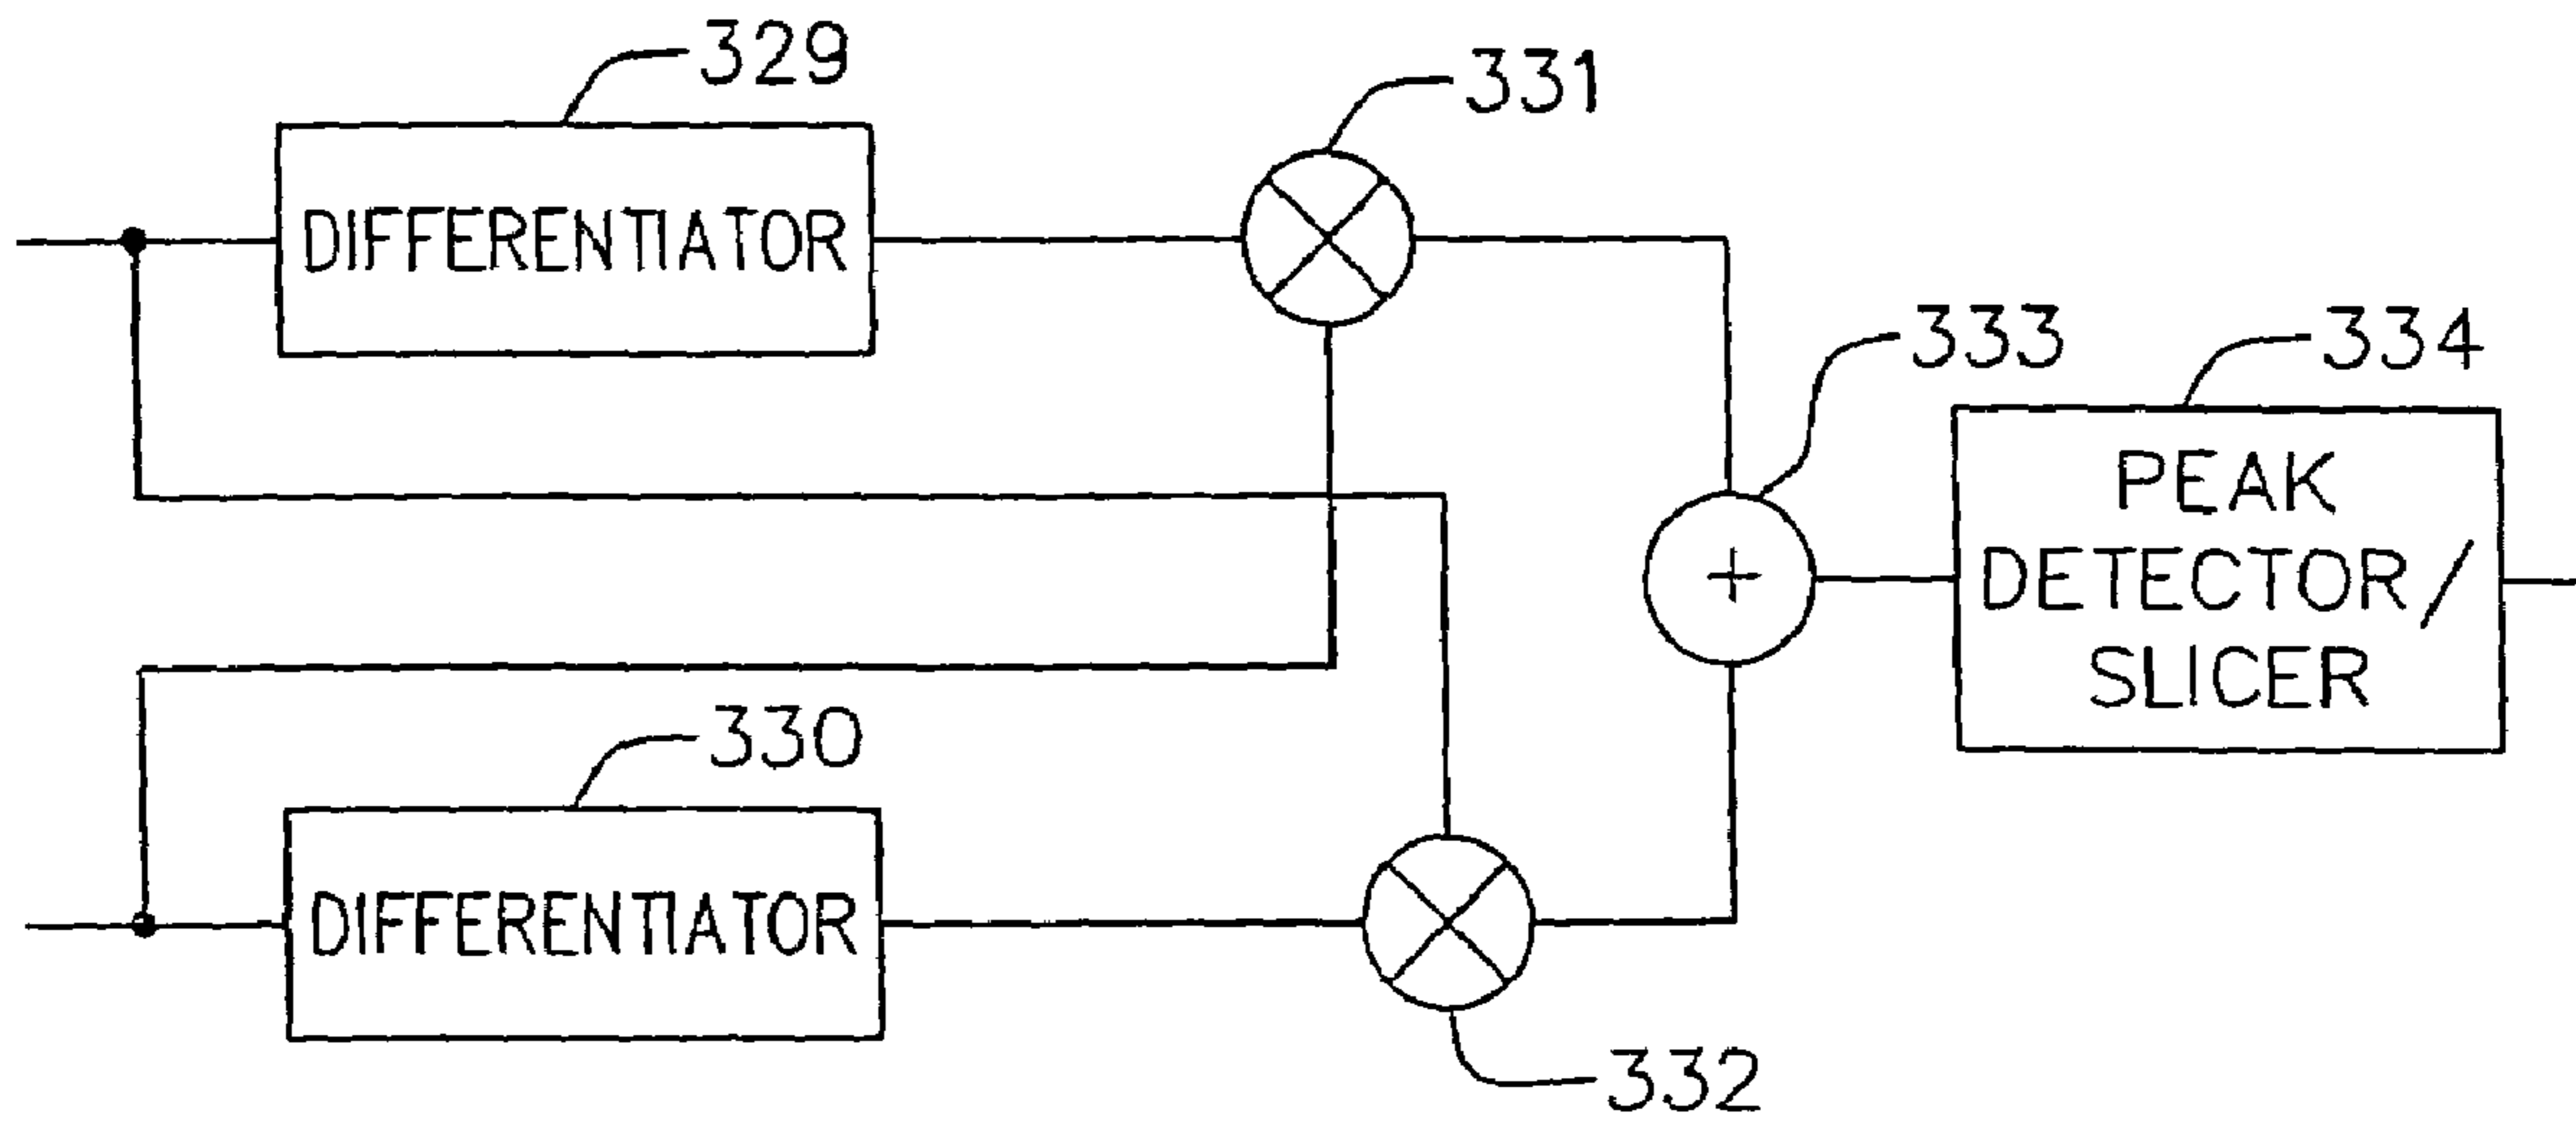 329
331
DIFFERENTIATOR
333
334
+
PEAK
DETECTOR/
SLICER
330
DIFFERENTIATOR
332